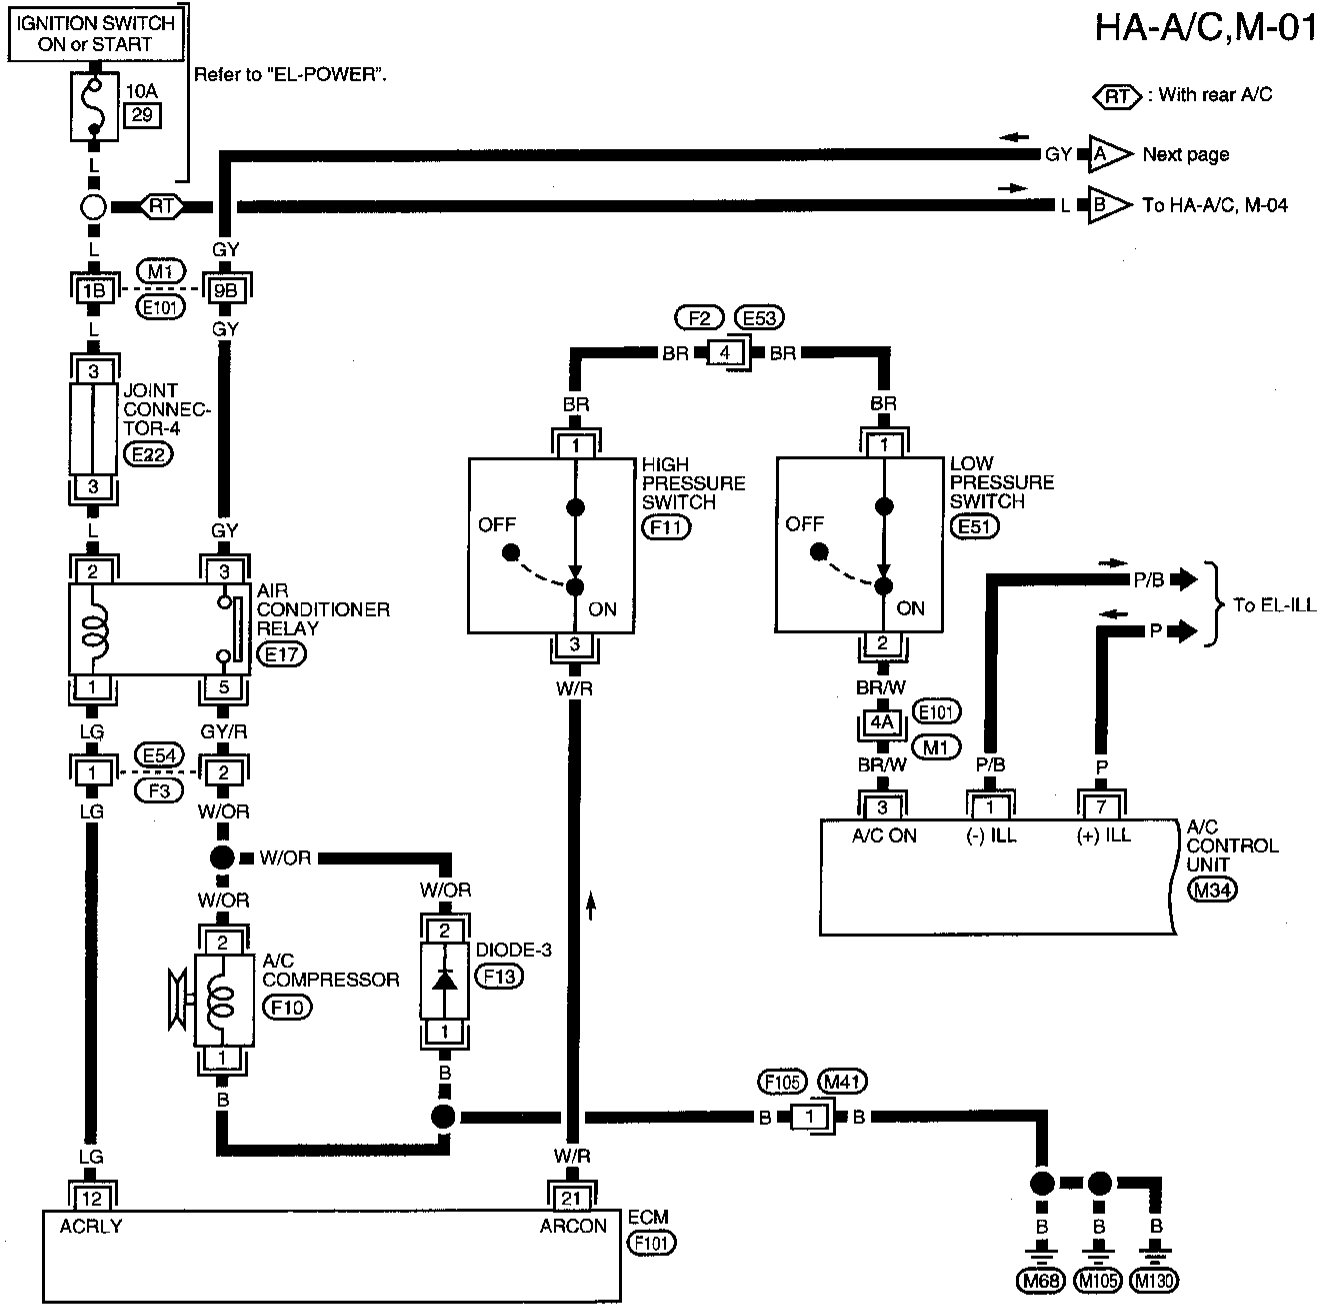 HA-A/C,M-01
IGNITION SWITCH
ON or START
Refer to "EL-POWER".
10A
29
RT : With rear A/C
L
GY A Next page
RT
L B To HA-A/C, M-04
L
GY
1B
M1
E101
9B
L
GY
F2 E53
BR 4 BR
3
JOINT
CONNEC-
TOR-4
E22
3
BR
BR
1
1
HIGH
PRESSURE
SWITCH
F11
OFF
ON
LOW
PRESSURE
SWITCH
E51
OFF
ON
L
GY
2
3
AIR
CONDITIONER
RELAY
E17
P/B
P
To EL-ILL
1
5
3
2
W/R
BR/W
LG
GY/R
4A
E101
M1
1
E54
F3
2
BR/W
P/B
P
LG
W/OR
3
1
7
A/C ON
(-) ILL
(+) ILL
A/C
CONTROL
UNIT
M34
W/OR
W/OR
W/OR
2
2
A/C
COMPRESSOR
F10
DIODE-3
F13
1
1
B
B
F105 M41
B 1 B
LG
W/R
12
21
ACRLY
ARCON
ECM
F101
B
B
B
M68
M105
M130